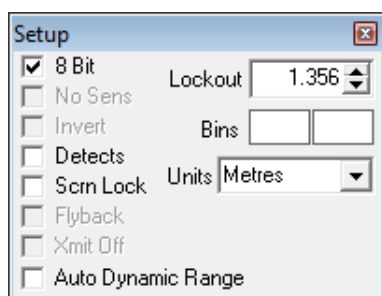 Setup
8 Bit
No Sens
Invert
Detects
Scrn Lock
Flyback
Xmit Off
Auto Dynamic Range
Lockout 1.356
Bins
Units Metres